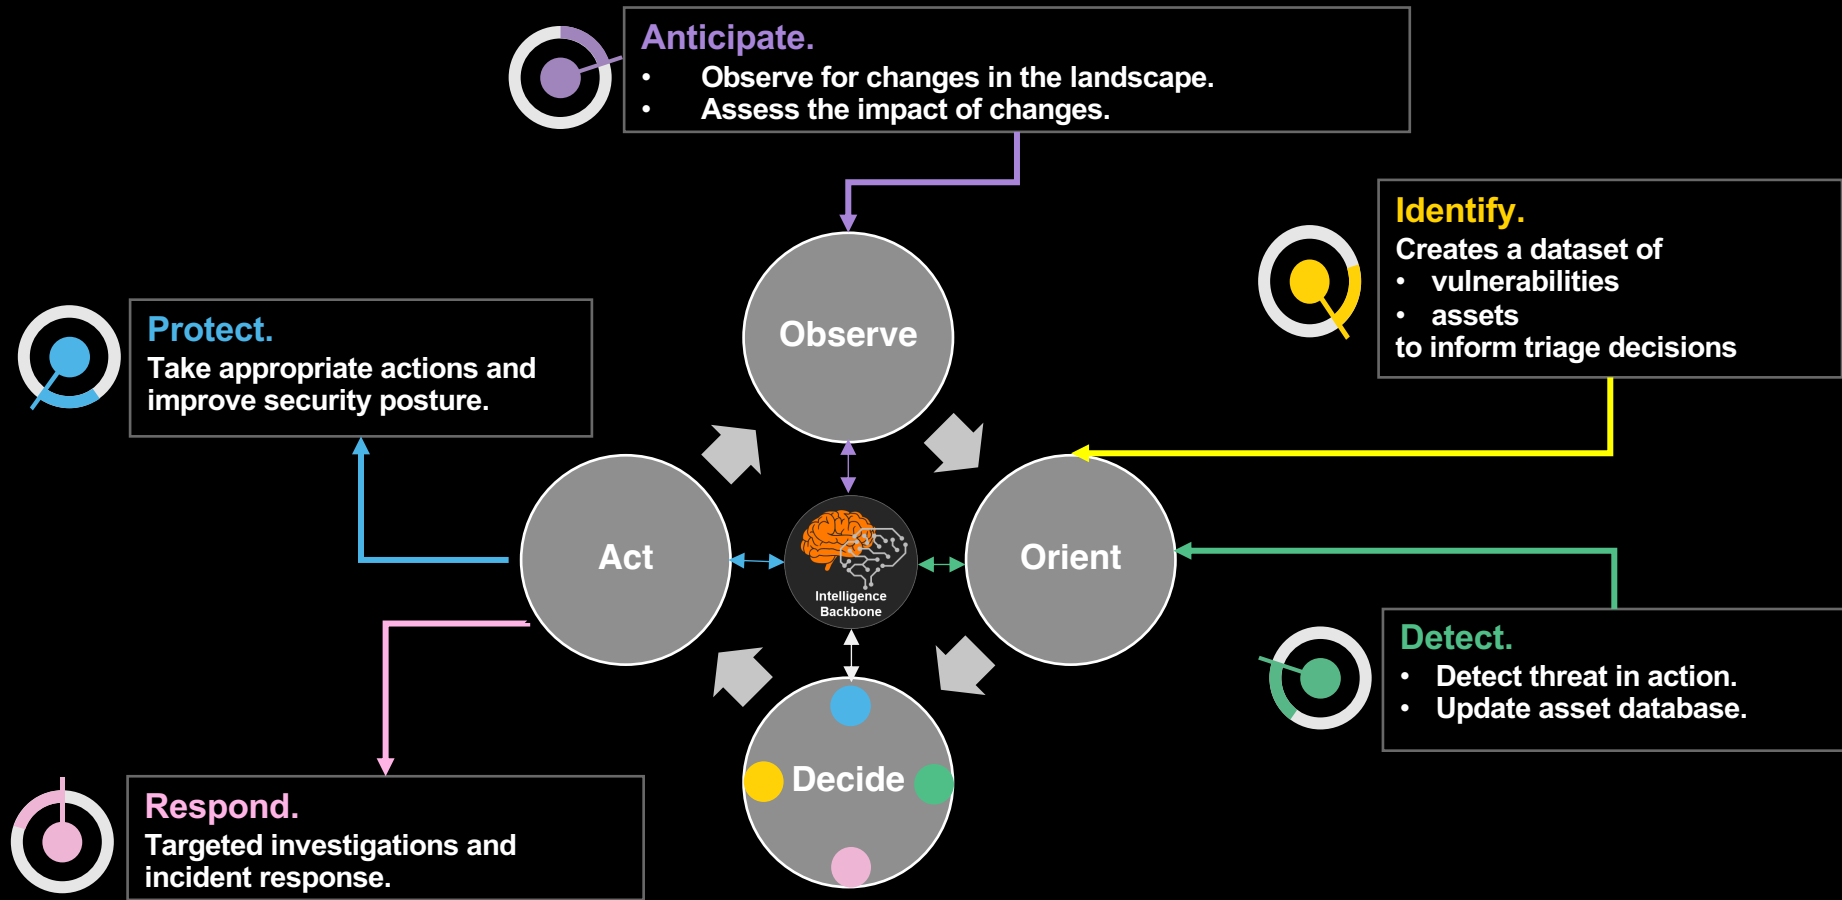 Anticipate.
• Observe for changes in the landscape.
• Assess the impact of changes.
Identify.
Creates a dataset of
• vulnerabilities
• assets
to inform triage decisions
Protect.
Take appropriate actions and
improve security posture.
Observe
Act
Orient
Intelligence
Backbone
Decide
Detect.
• Detect threat in action.
• Update asset database.
Respond.
Targeted investigations and
incident response.